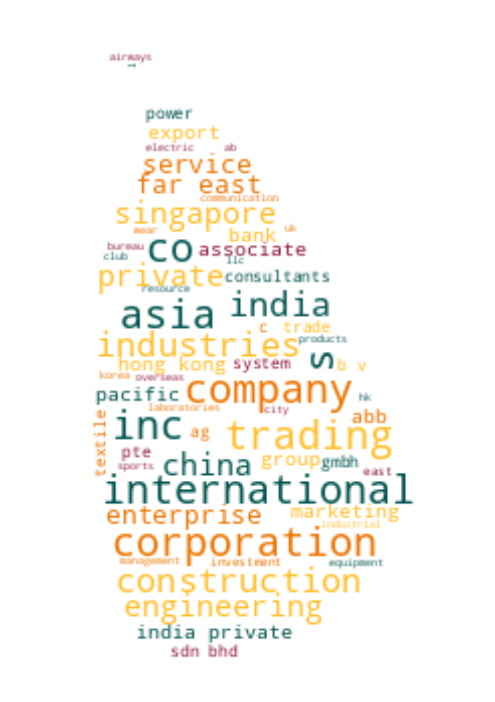 airways
power
export
electric ab
service
far east
communication
singapore
wear uk
bank
bureau co associate
club llc
private consultants
resource
asia india
c trade
industries products
s
hong kong system b v
korea overseas
pacific company hk
laboratories city
textile inc ag trading abb
pte
sports china group gmbh
east
international
enterprise marketing
industrial
corporation
management investment equipment
construction
engineering
india private
sdn bhd